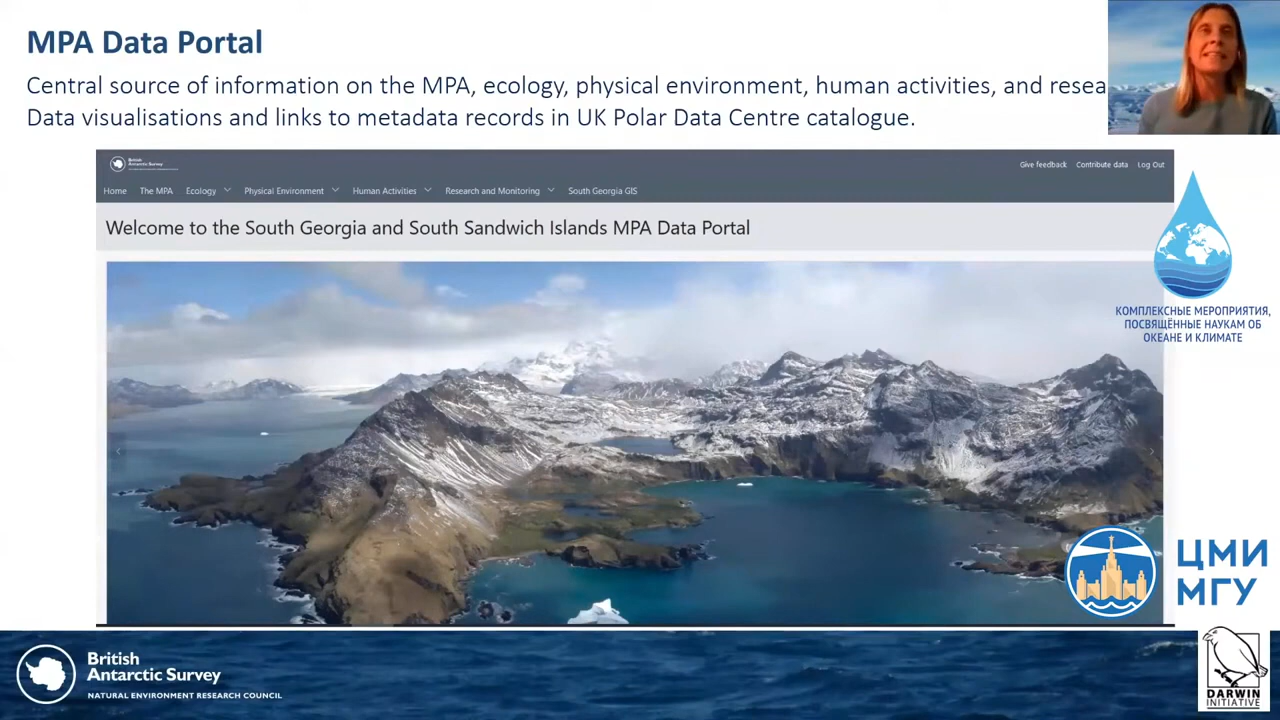 MPA Data Portal
Central source of information on the MPA, ecology, physical environment, human activities, and
Data visualisations and links to metadata records in UK Polar Data Centre catalogue.
British
Antarctic Survey
Give feedback Contribute data Log Out
Home The MPA Ecology Physical Environment Human Activities Research and Monitoring South Georgia GIS
Welcome to the South Georgia and South Sandwich Islands MPA Data Portal
КОМПЛЕКСНЫЕ МЕРОПРИЯТИЯ,
ПОСВЯЩЁННЫЕ НАУКАМ ОБ
ОКЕАНЕ И КЛИМАТЕ
ЦМИ
МГУ
British
Antarctic Survey
NATURAL ENVIRONMENT RESEARCH COUNCIL
DARWIN
INITIATIVE